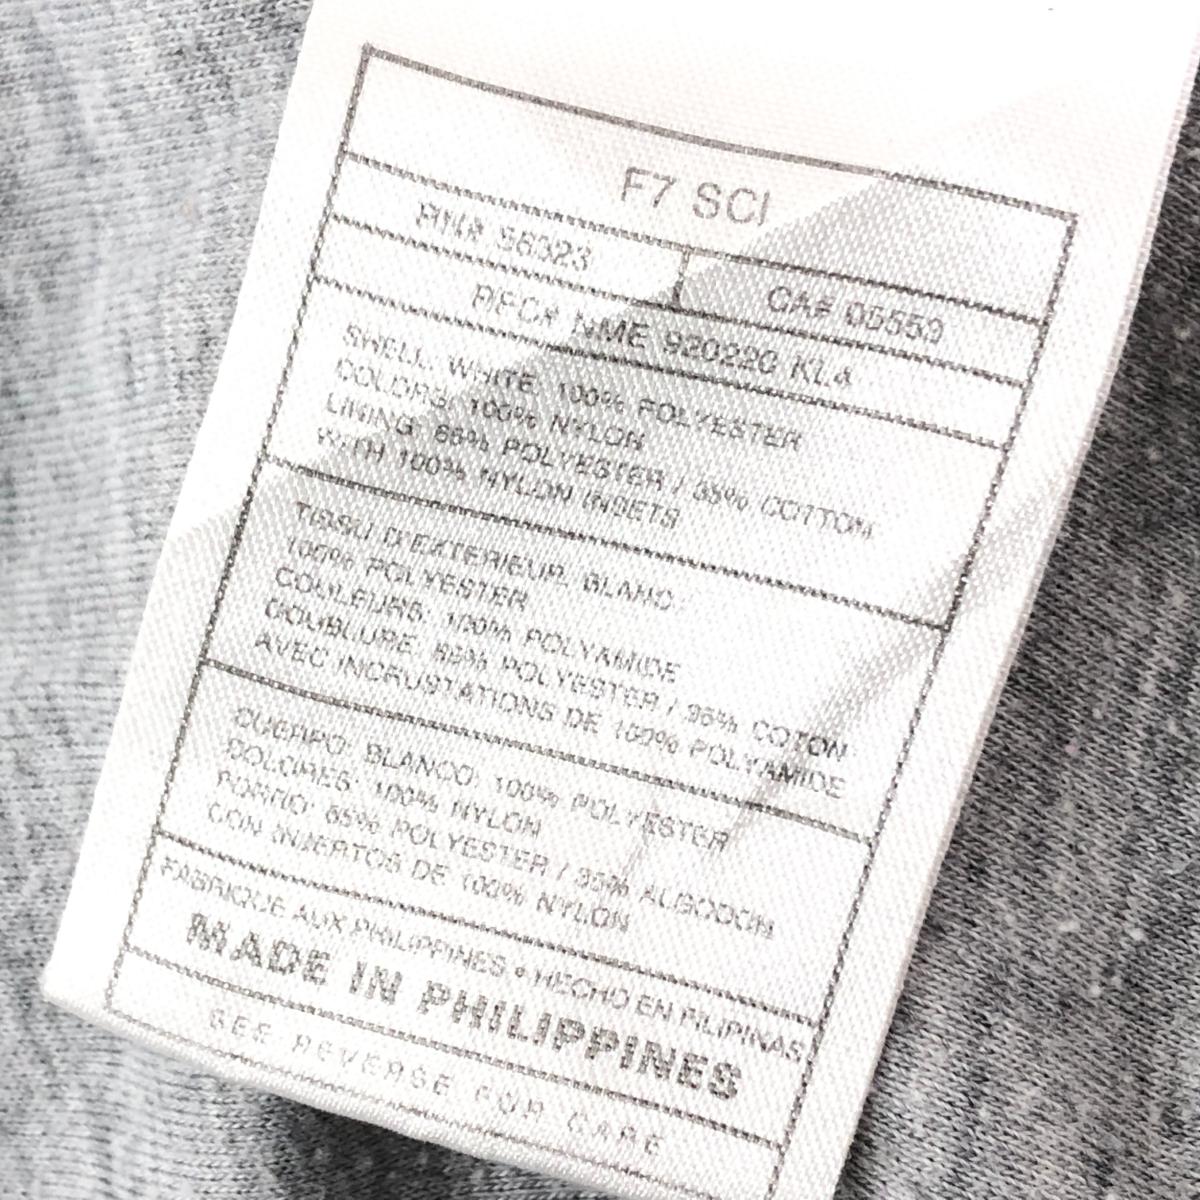 F7 SCI
RN# 56323
CA# 05553
RFC# NME 920220 KL4
SHELL: WHITE: 100% POLYESTER
COLORS: 100% NYLON
LINING: 65% POLYESTER / 35% COTTON
WITH 100% NYLON INSETS
TISSU D'EXTERIEUR: BLANC:
100% POLYESTER
COULEURS: 100% POLYAMIDE
DOUBLURE: 65% POLYESTER / 35% COTON
AVEC INCRUSTATIONS DE 100% POLYAMIDE
CUERPO: BLANCO: 100% POLYESTER
COLORES: 100% NYLON
FORRO: 65% POLYESTER / 35% ALGODON
CON INJERTOS DE 100% NYLON
FABRIQUE AUX PHILIPPINES • HECHO EN FILIPINAS
MADE IN PHILIPPINES
SEE REVERSE FOR CARE